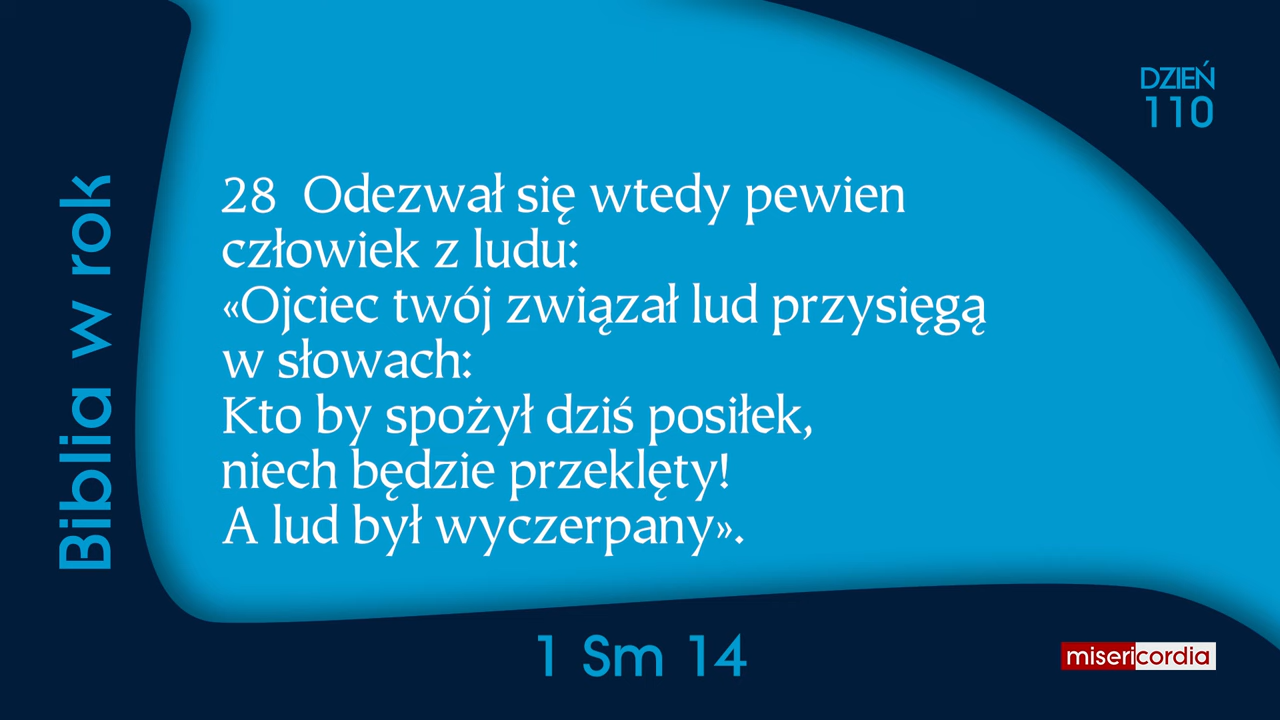 DZIEŃ
110
Biblia w rok
28 Odezwał się wtedy pewien
człowiek z ludu:
«Ojciec twój związał lud przysięgą
w słowach:
Kto by spożył dziś posiłek,
niech będzie przeklęty!
A lud był wyczerpany».
1 Sm 14
misericordia